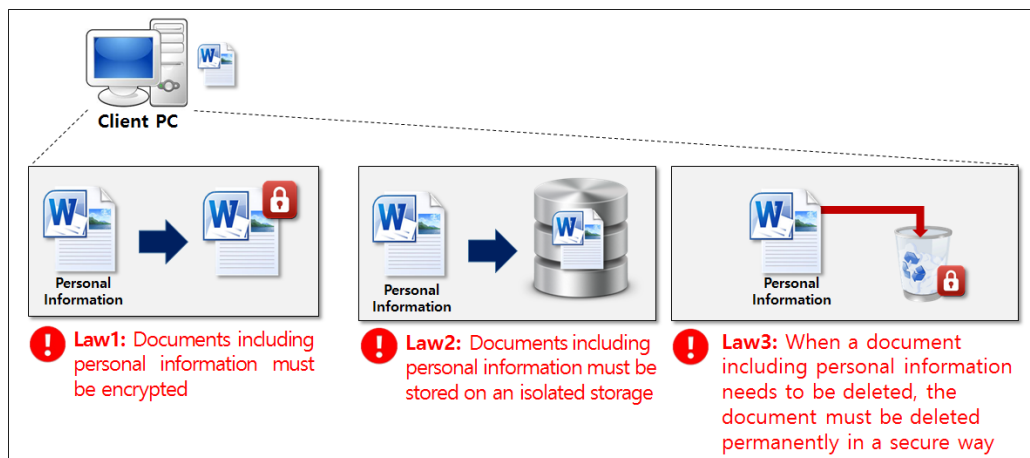 W
Client PC
W
W
Personal
Information
Law1: Documents including
personal information must
be encrypted
W
W
Personal
Information
Law2: Documents including
personal information must be
stored on an isolated storage
W
Personal
Information
Law3: When a document
including personal information
needs to be deleted, the
document must be deleted
permanently in a secure way